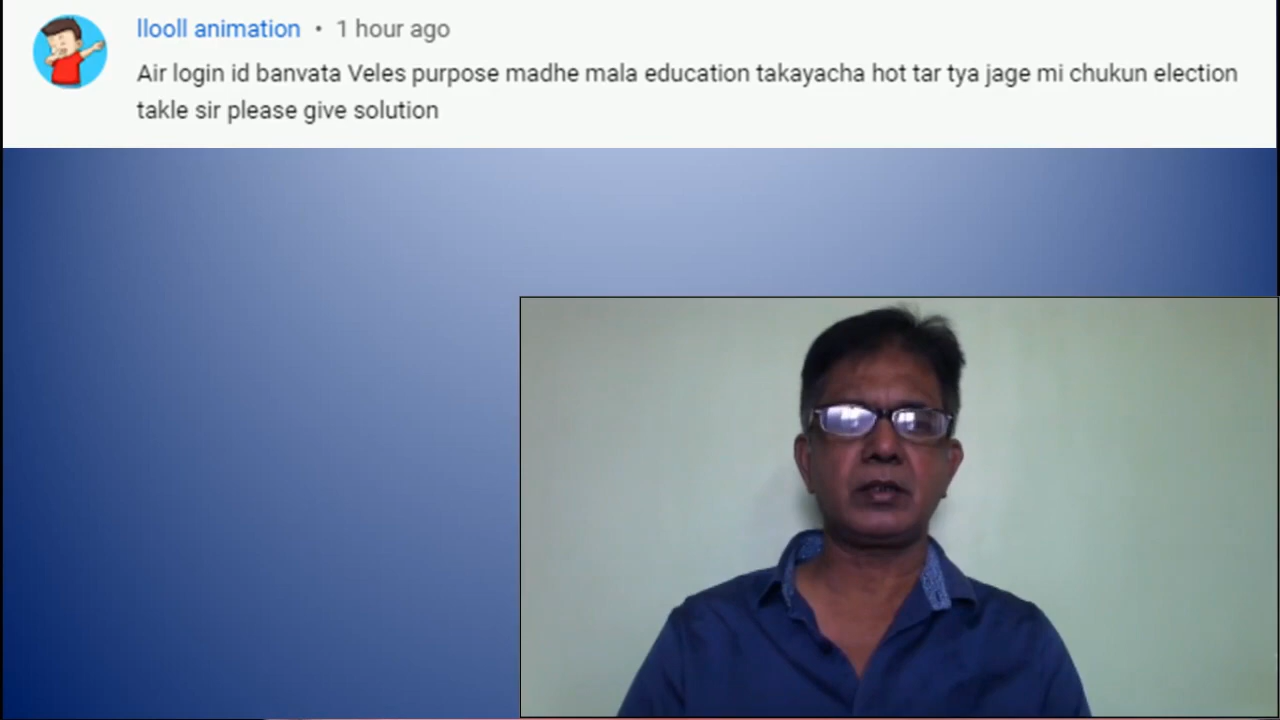 llooll animation • 1 hour ago
Air login id banvata Veles purpose madhe mala education takayacha hot tar tya jage mi chukun election
takle sir please give solution